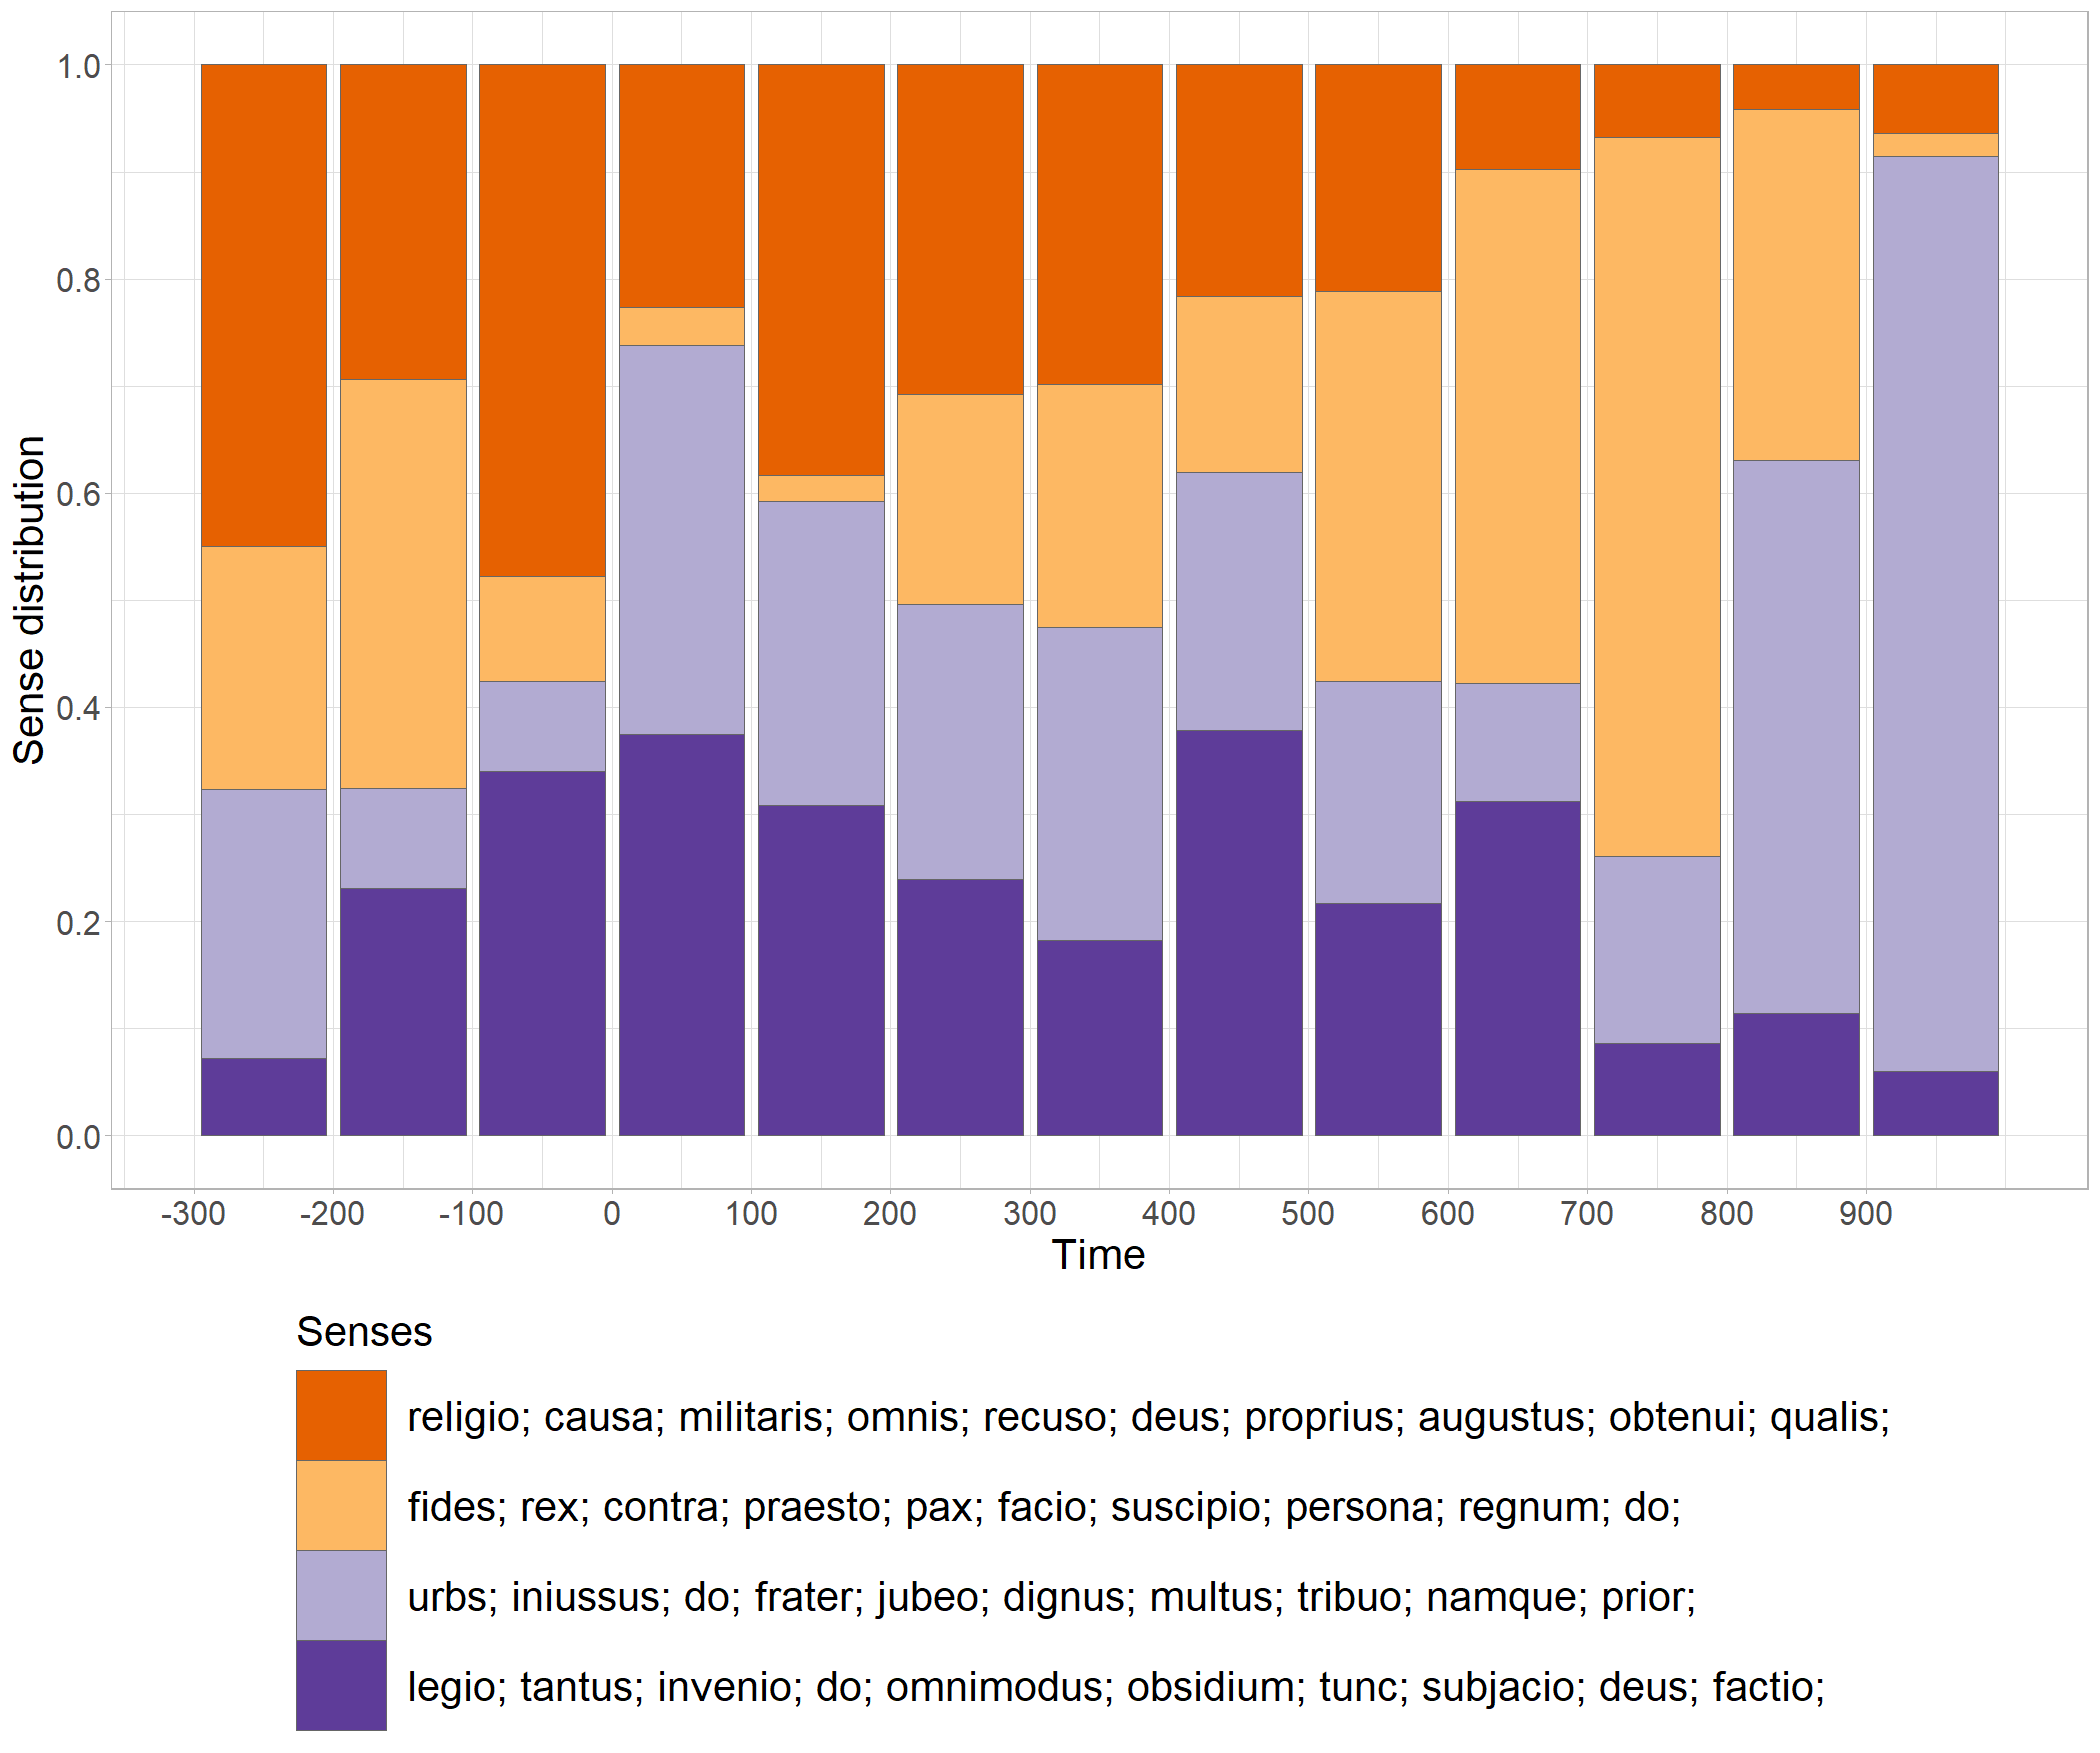 1.0
0.8
0.6
0.4
0.2
0.0
Sense distribution
-300 -200 -100 0 100 200 300 400 500 600 700 800 900
Time
Senses
religio; causa; militaris; omnis; recuso; deus; proprius; augustus; obtenui; qualis;
fides; rex; contra; praesto; pax; facio; suscipio; persona; regnum; do;
urbs; iniussus; do; frater; jubeo; dignus; multus; tribuo; namque; prior;
legio; tantus; invenio; do; omnimodus; obsidium; tunc; subjacio; deus; factio;